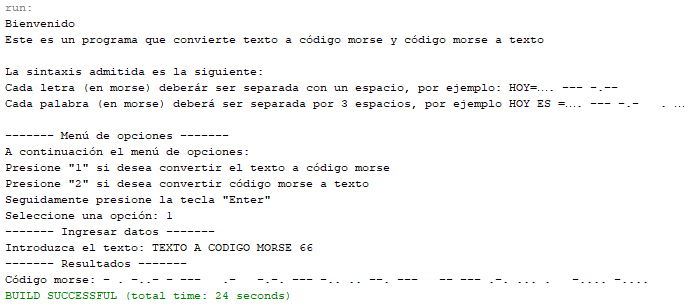 run:
Bienvenido
Este es un programa que convierte texto a código morse y código morse a texto
La sintaxis admitida es la siguiente:
Cada letra (en morse) deberár ser separada con un espacio, por ejemplo: HOY=.... --- -.--
Cada palabra (en morse) deberá ser separada por 3 espacios, por ejemplo HOY ES =.... --- -.-   . ...
------- Menú de opciones -------
A continuación el menú de opciones:
Presione "1" si desea convertir el texto a código morse
Presione "2" si desea convertir código morse a texto
Seguidamente presione la tecla "Enter"
Seleccione una opción: 1
------- Ingresar datos -------
Introduzca el texto: TEXTO A CODIGO MORSE 66
------- Resultados -------
Código morse: - . -..- - ---   .-   -.-. --- -.. .. --. ---   -- --- .-. ... .   -.... -....
BUILD SUCCESSFUL (total time: 24 seconds)